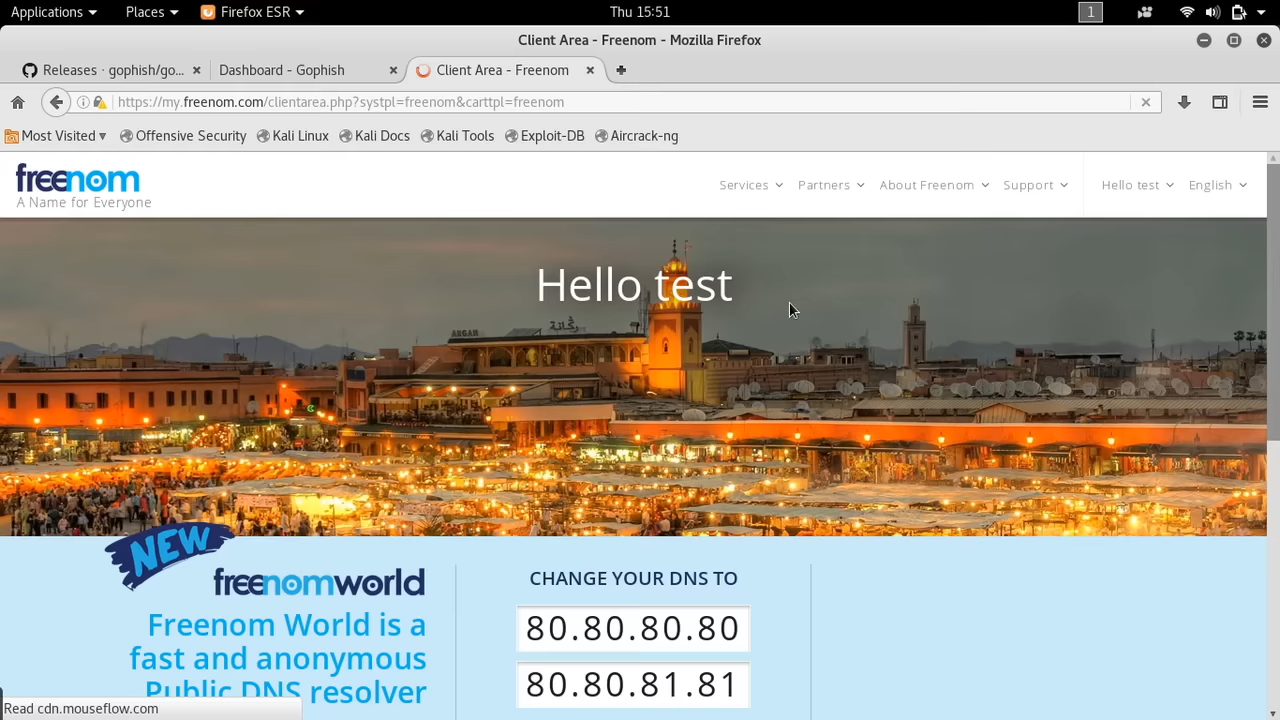 Applications Places Firefox ESR Thu 15:51 1
Client Area - Freenom - Mozilla Firefox
Releases · gophish/go... Dashboard - Gophish Client Area - Freenom
https://my.freenom.com/clientarea.php?systpl=freenom&carttpl=freenom
Most Visited Offensive Security Kali Linux Kali Docs Kali Tools Exploit-DB Aircrack-ng
freenom
A Name for Everyone
Services Partners About Freenom Support Hello test English
Hello test
ARGAN
NEW
freenomworld
Freenom World is a
fast and anonymous
Public DNS resolver
CHANGE YOUR DNS TO
80.80.80.80
80.80.81.81
Read cdn.mouseflow.com